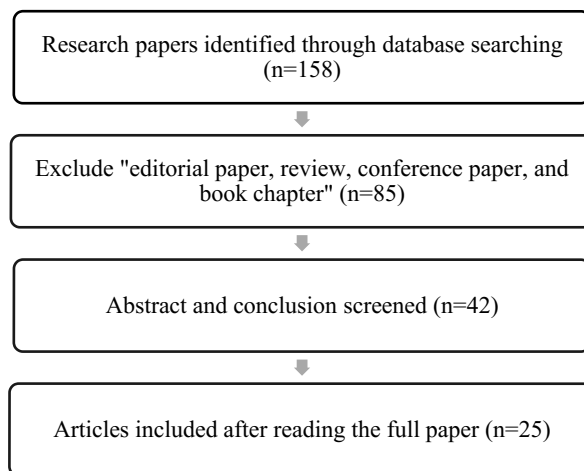 Research papers identified through database searching
(n=158)
Exclude "editorial paper, review, conference paper, and
book chapter" (n=85)
Abstract and conclusion screened (n=42)
Articles included after reading the full paper (n=25)